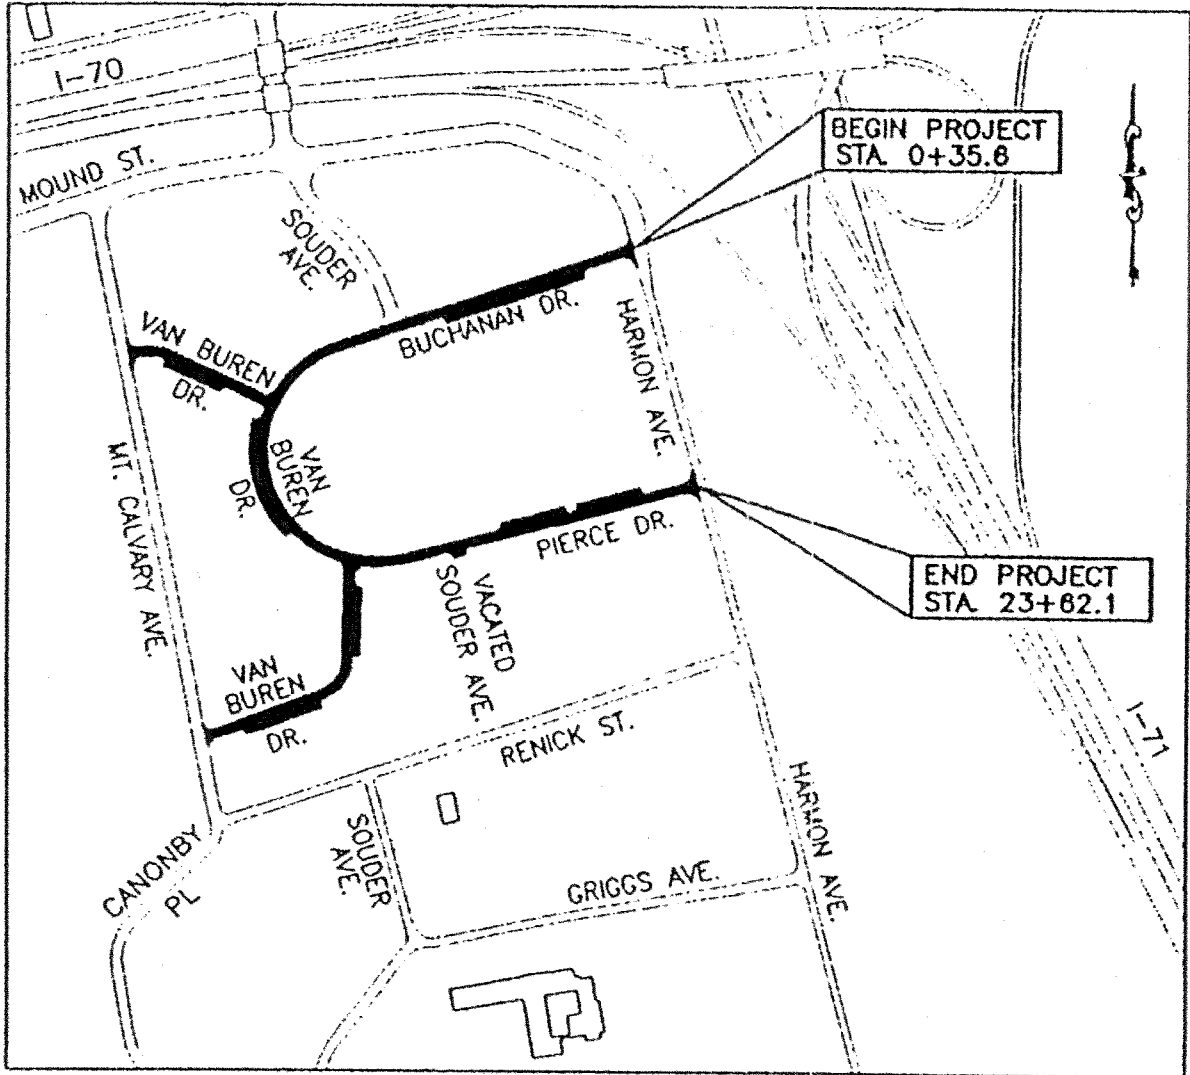 I-70
MOUND ST.
BEGIN PROJECT
STA. 0+35.6
SOUDER
AVE.
BUCHANAN DR.
HARMON AVE.
VAN BUREN
DR.
VAN
BUREN
DR.
MT. CALVARY AVE.
PIERCE DR.
END PROJECT
STA. 23+62.1
VACATED
SOUDER AVE.
VAN
BUREN
DR.
RENICK ST.
I-71
HARMON AVE.
CANONBY
PL
SOUDER
AVE.
GRIGGS AVE.